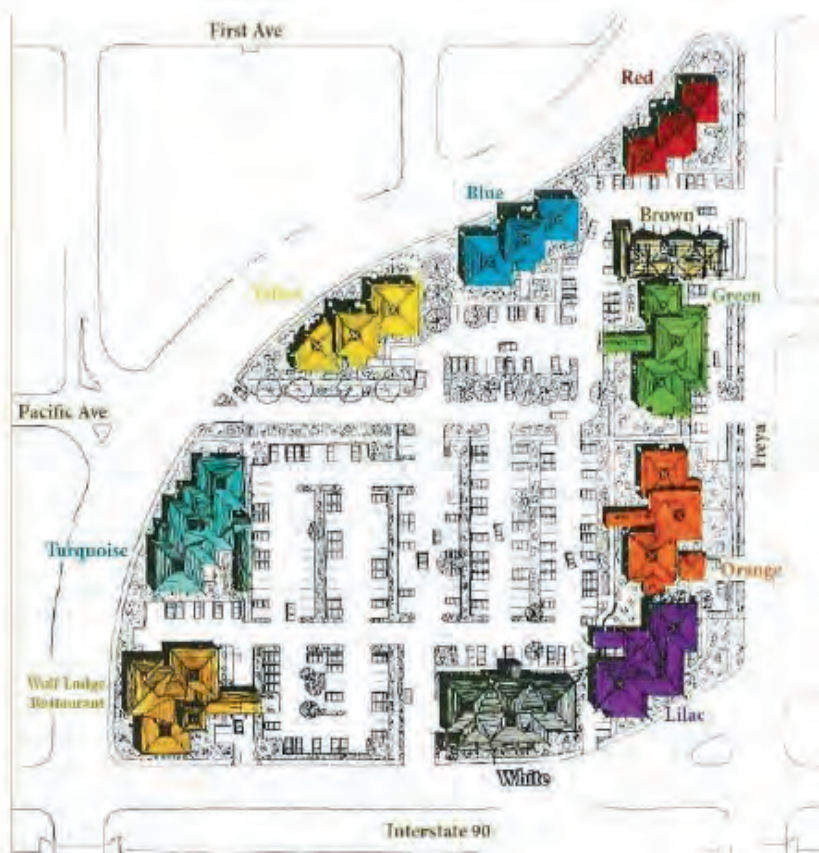 First Ave
Red
Blue
Brown
Yellow
Green
Pacific Ave
Freya
Turquoise
Orange
Wolf Lodge
Restaurant
Lilac
White
Interstate 90